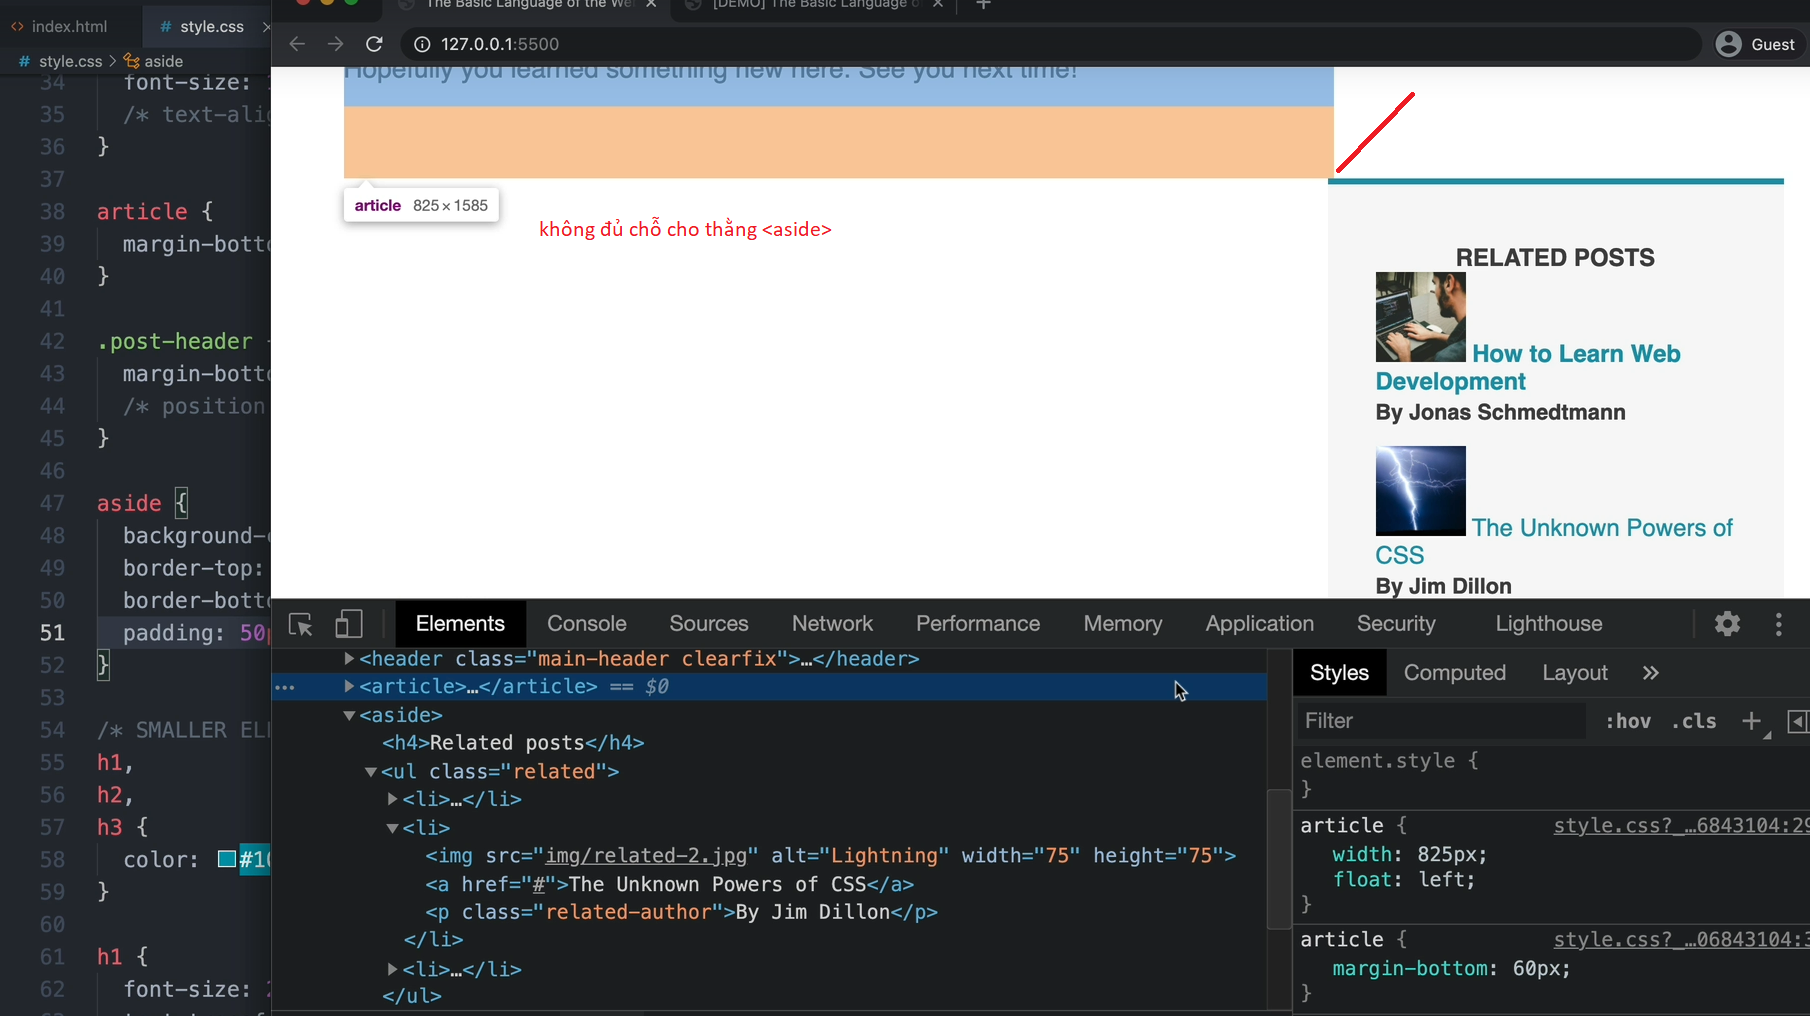 index.html
style.css
The Basic Language of the We
[DEMO] The Basic Language o
style.css > aside
127.0.0.1:5500
Guest
34 font-size:
35 /* text-alig
36 }
37
38 article {
39 margin-botto
40 }
41
42 .post-header
43 margin-botto
44 /* position
45 }
46
47 aside {
48 background-c
49 border-top:
50 border-botto
51 padding: 50p
52 }
53
54 /* SMALLER ELE
55 h1,
56 h2,
57 h3 {
58 color: #10
59 }
60
61 h1 {
62 font-size: 2
Hopefully you learned something new here. See you next time!
article 825 × 1585
không đủ chỗ cho thằng <aside>
RELATED POSTS
How to Learn Web
Development
By Jonas Schmedtmann
The Unknown Powers of
CSS
By Jim Dillon
Elements Console Sources Network Performance Memory Application Security Lighthouse
<header class="main-header clearfix">…</header>
<article>…</article> == $0
<aside>
<h4>Related posts</h4>
<ul class="related">
<li>…</li>
<li>
<img src="img/related-2.jpg" alt="Lightning" width="75" height="75">
<a href="#">The Unknown Powers of CSS</a>
<p class="related-author">By Jim Dillon</p>
</li>
<li>…</li>
</ul>
Styles Computed Layout »
Filter :hov .cls +
element.style {
}
article { style.css?_…6843104:29
width: 825px;
float: left;
}
article { style.css?_…06843104:3
margin-bottom: 60px;
}